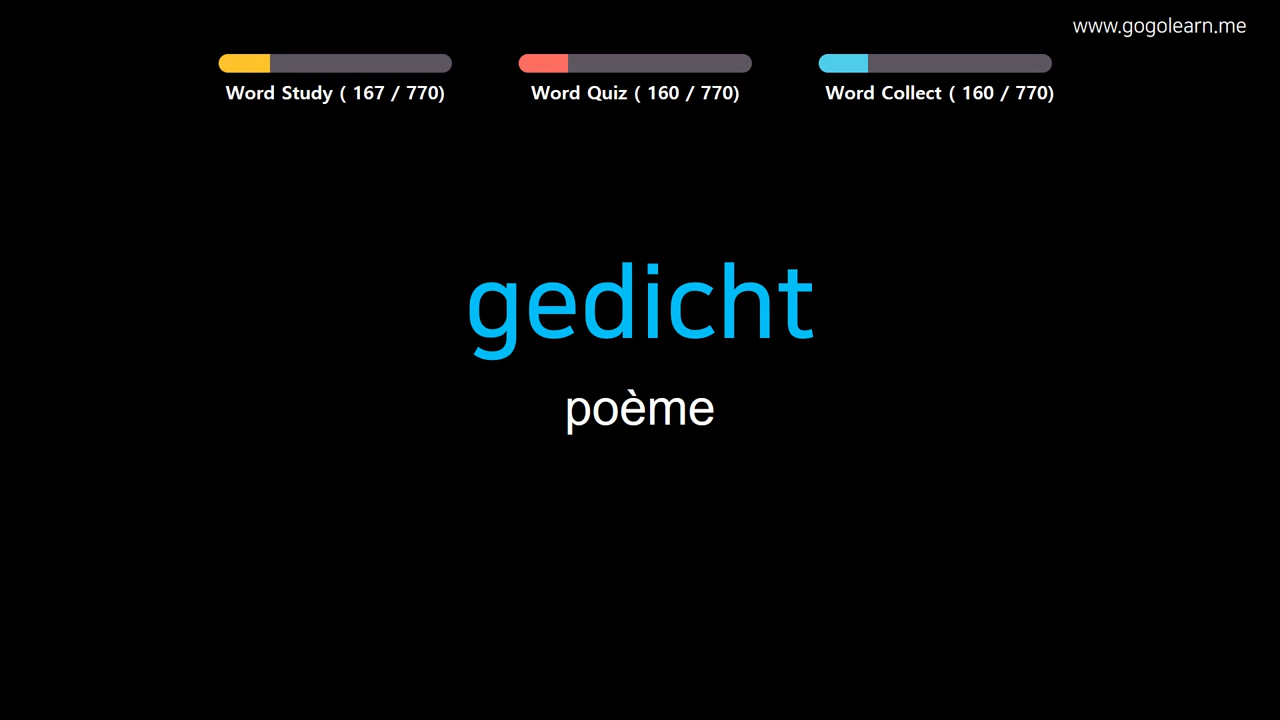 www.gogolearn.me
Word Study ( 167 / 770)
Word Quiz ( 160 / 770)
Word Collect ( 160 / 770)
gedicht
poème